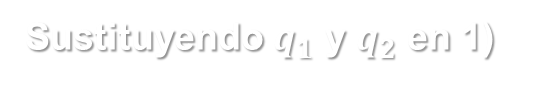 Sustituyendo q₁ y q₂ en 1)